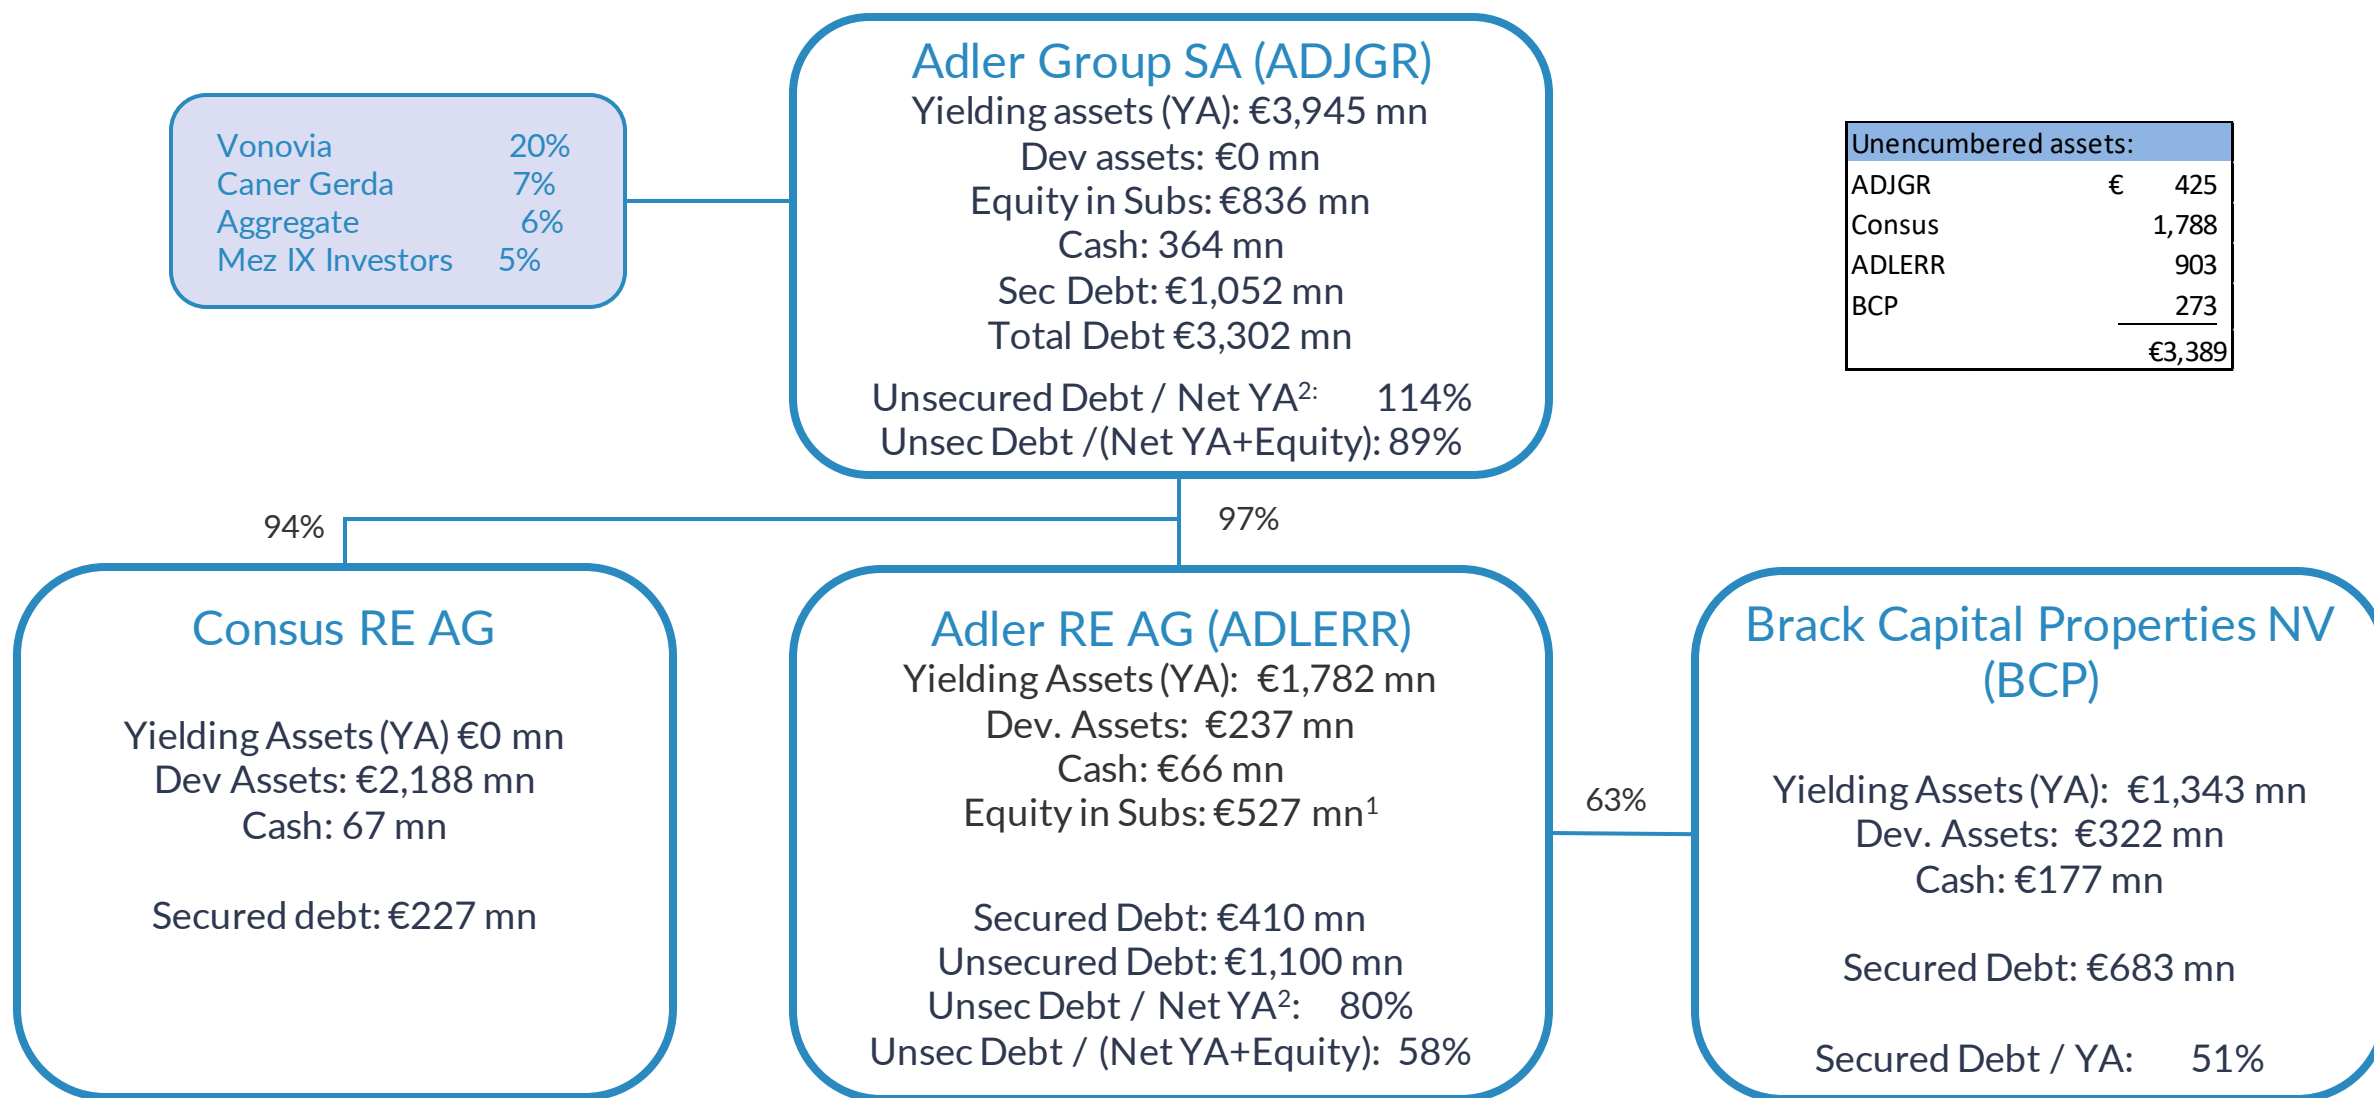 Adler Group SA (ADJGR)
Yielding assets (YA): €3,945 mn
Dev assets: €0 mn
Equity in Subs: €836 mn
Cash: 364 mn
Sec Debt: €1,052 mn
Total Debt €3,302 mn
Unsecured Debt / Net YA²: 114%
Unsec Debt /(Net YA+Equity): 89%
Vonovia 20%
Caner Gerda 7%
Aggregate 6%
Mez IX Investors 5%
Unencumbered assets:
ADJGR € 425
Consus 1,788
ADLERR 903
BCP 273
€3,389
94%
97%
Consus RE AG
Yielding Assets (YA) €0 mn
Dev Assets: €2,188 mn
Cash: 67 mn
Secured debt: €227 mn
Adler RE AG (ADLERR)
Yielding Assets (YA): €1,782 mn
Dev. Assets: €237 mn
Cash: €66 mn
Equity in Subs: €527 mn¹
Secured Debt: €410 mn
Unsecured Debt: €1,100 mn
Unsec Debt / Net YA²: 80%
Unsec Debt / (Net YA+Equity): 58%
63%
Brack Capital Properties NV
(BCP)
Yielding Assets (YA): €1,343 mn
Dev. Assets: €322 mn
Cash: €177 mn
Secured Debt: €683 mn
Secured Debt / YA: 51%